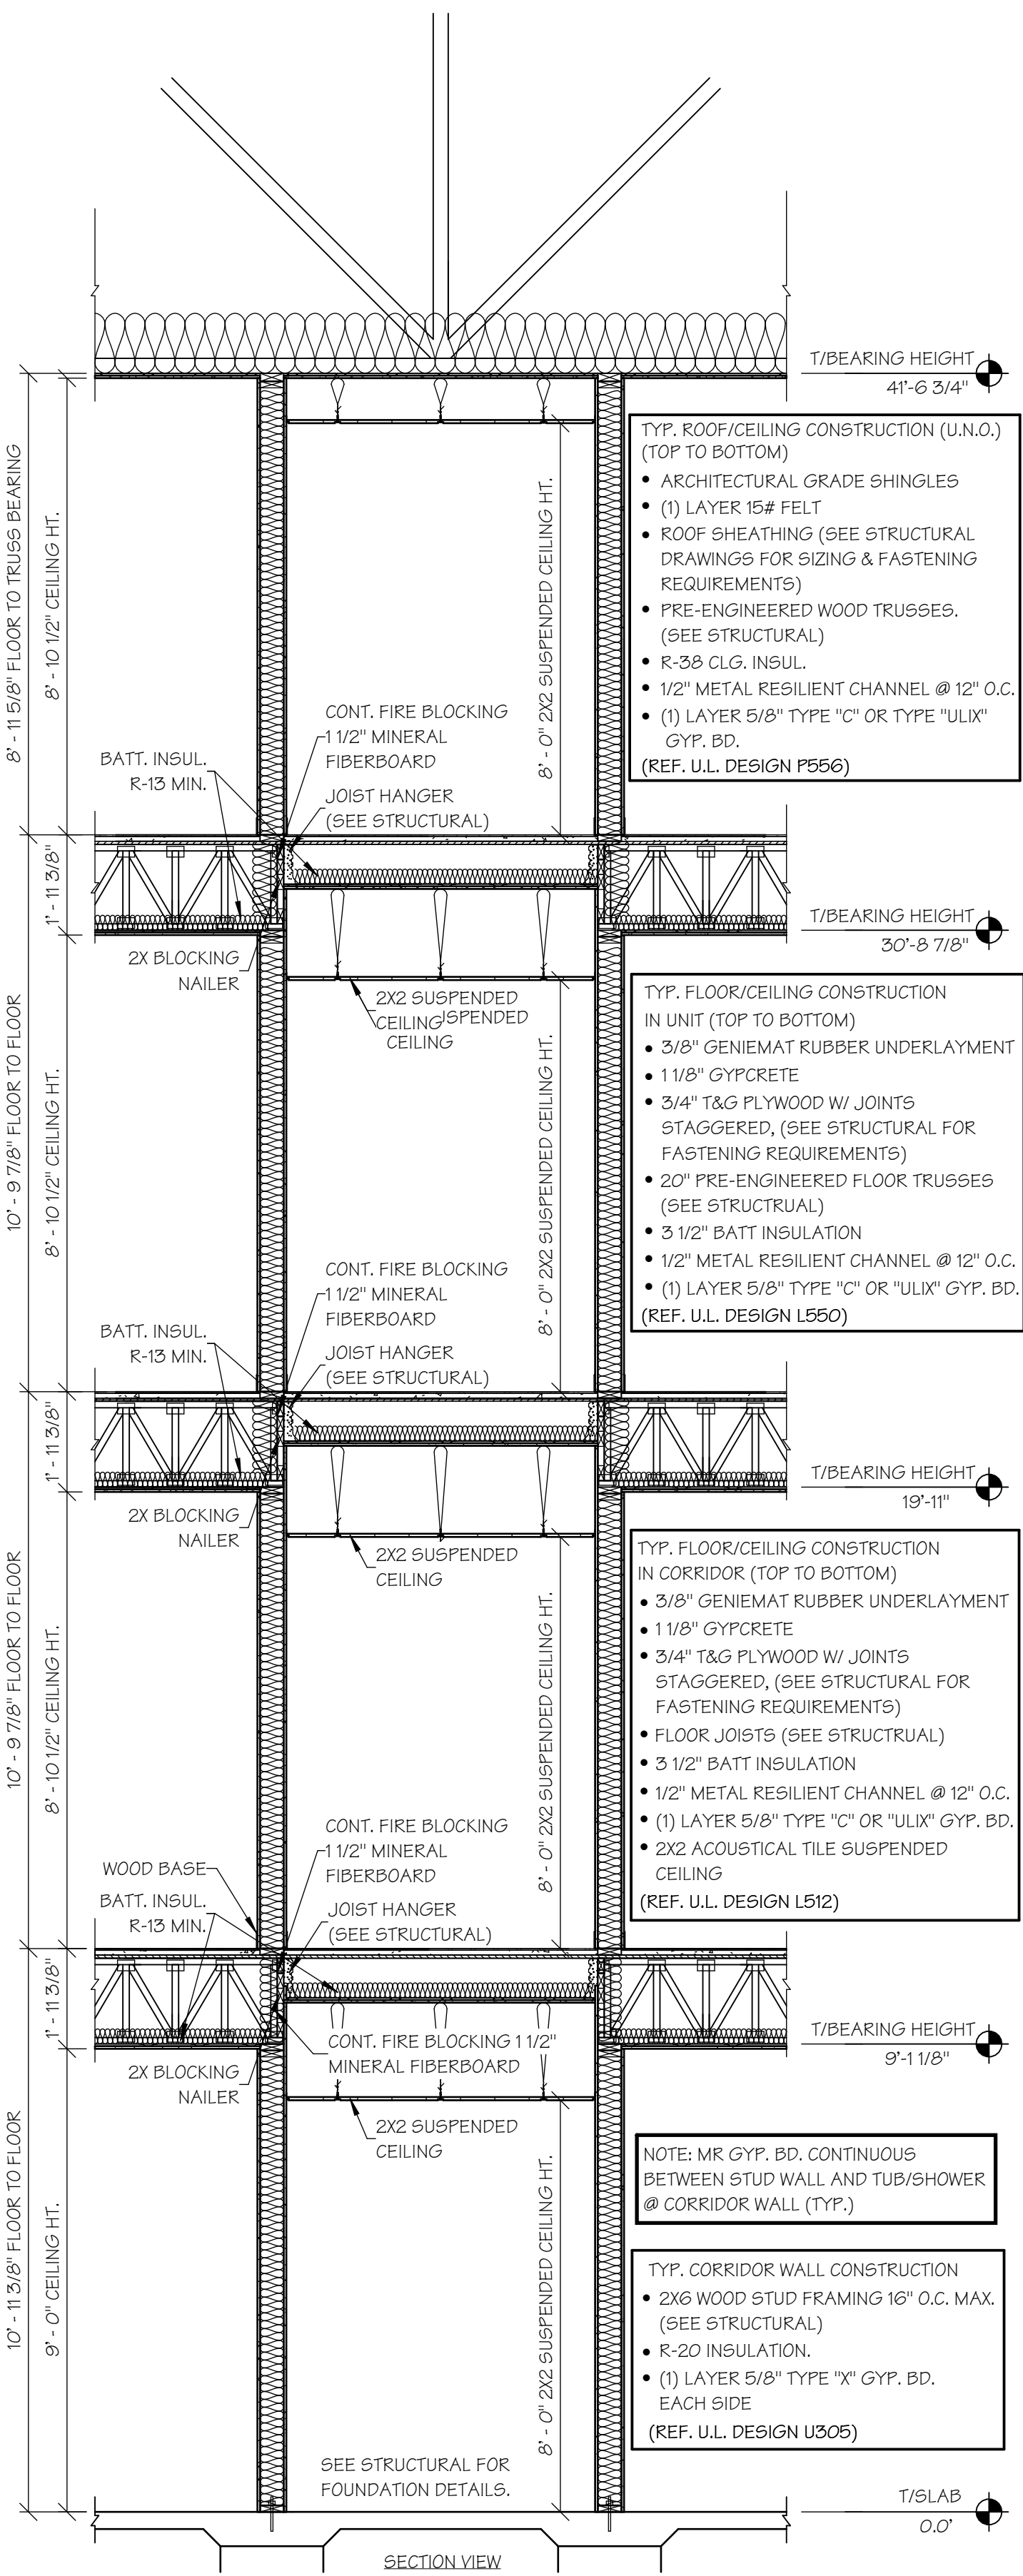 T/BEARING HEIGHT
41'-6 3/4"
TYP. ROOF/CEILING CONSTRUCTION (U.N.O.)
(TOP TO BOTTOM)
• ARCHITECTURAL GRADE SHINGLES
• (1) LAYER 15# FELT
• ROOF SHEATHING (SEE STRUCTURAL
DRAWINGS FOR SIZING & FASTENING
REQUIREMENTS)
• PRE-ENGINEERED WOOD TRUSSES.
(SEE STRUCTURAL)
• R-38 CLG. INSUL.
• 1/2" METAL RESILIENT CHANNEL @ 12" O.C.
• (1) LAYER 5/8" TYPE "C" OR TYPE "ULIX"
GYP. BD.
(REF. U.L. DESIGN P556)
8' - 11 5/8" FLOOR TO TRUSS BEARING
8' - 10 1/2" CEILING HT.
8' - 0" 2X2 SUSPENDED CEILING HT.
CONT. FIRE BLOCKING
1 1/2" MINERAL
FIBERBOARD
BATT. INSUL.
R-13 MIN.
JOIST HANGER
(SEE STRUCTURAL)
1' - 11 3/8"
2X BLOCKING
NAILER
2X2 SUSPENDED
CEILING
USPENDED
CEILING
T/BEARING HEIGHT
30'-8 7/8"
TYP. FLOOR/CEILING CONSTRUCTION
IN UNIT (TOP TO BOTTOM)
• 3/8" GENIEMAT RUBBER UNDERLAYMENT
• 1 1/8" GYPCRETE
• 3/4" T&G PLYWOOD W/ JOINTS
STAGGERED, (SEE STRUCTURAL FOR
FASTENING REQUIREMENTS)
• 20" PRE-ENGINEERED FLOOR TRUSSES
(SEE STRUCTRUAL)
• 3 1/2" BATT INSULATION
• 1/2" METAL RESILIENT CHANNEL @ 12" O.C.
• (1) LAYER 5/8" TYPE "C" OR "ULIX" GYP. BD.
(REF. U.L. DESIGN L550)
10' - 9 7/8" FLOOR TO FLOOR
8' - 10 1/2" CEILING HT.
8' - 0" 2X2 SUSPENDED CEILING HT.
CONT. FIRE BLOCKING
1 1/2" MINERAL
FIBERBOARD
BATT. INSUL.
R-13 MIN.
JOIST HANGER
(SEE STRUCTURAL)
1' - 11 3/8"
2X BLOCKING
NAILER
2X2 SUSPENDED
CEILING
T/BEARING HEIGHT
19'-11"
TYP. FLOOR/CEILING CONSTRUCTION
IN CORRIDOR (TOP TO BOTTOM)
• 3/8" GENIEMAT RUBBER UNDERLAYMENT
• 1 1/8" GYPCRETE
• 3/4" T&G PLYWOOD W/ JOINTS
STAGGERED, (SEE STRUCTURAL FOR
FASTENING REQUIREMENTS)
• FLOOR JOISTS (SEE STRUCTRUAL)
• 3 1/2" BATT INSULATION
• 1/2" METAL RESILIENT CHANNEL @ 12" O.C.
• (1) LAYER 5/8" TYPE "C" OR "ULIX" GYP. BD.
• 2X2 ACOUSTICAL TILE SUSPENDED
CEILING
(REF. U.L. DESIGN L512)
10' - 9 7/8" FLOOR TO FLOOR
8' - 10 1/2" CEILING HT.
8' - 0" 2X2 SUSPENDED CEILING HT.
CONT. FIRE BLOCKING
1 1/2" MINERAL
FIBERBOARD
WOOD BASE
BATT. INSUL.
R-13 MIN.
JOIST HANGER
(SEE STRUCTURAL)
1' - 11 3/8"
CONT. FIRE BLOCKING 1 1/2"
MINERAL FIBERBOARD
2X BLOCKING
NAILER
2X2 SUSPENDED
CEILING
T/BEARING HEIGHT
9'-1 1/8"
NOTE: MR GYP. BD. CONTINUOUS
BETWEEN STUD WALL AND TUB/SHOWER
@ CORRIDOR WALL (TYP.)
TYP. CORRIDOR WALL CONSTRUCTION
• 2X6 WOOD STUD FRAMING 16" O.C. MAX.
(SEE STRUCTURAL)
• R-20 INSULATION.
• (1) LAYER 5/8" TYPE "X" GYP. BD.
EACH SIDE
(REF. U.L. DESIGN U305)
10' - 11 3/8" FLOOR TO FLOOR
9' - 0" CEILING HT.
8' - 0" 2X2 SUSPENDED CEILING HT.
SEE STRUCTURAL FOR
FOUNDATION DETAILS.
T/SLAB
0.0'
SECTION VIEW